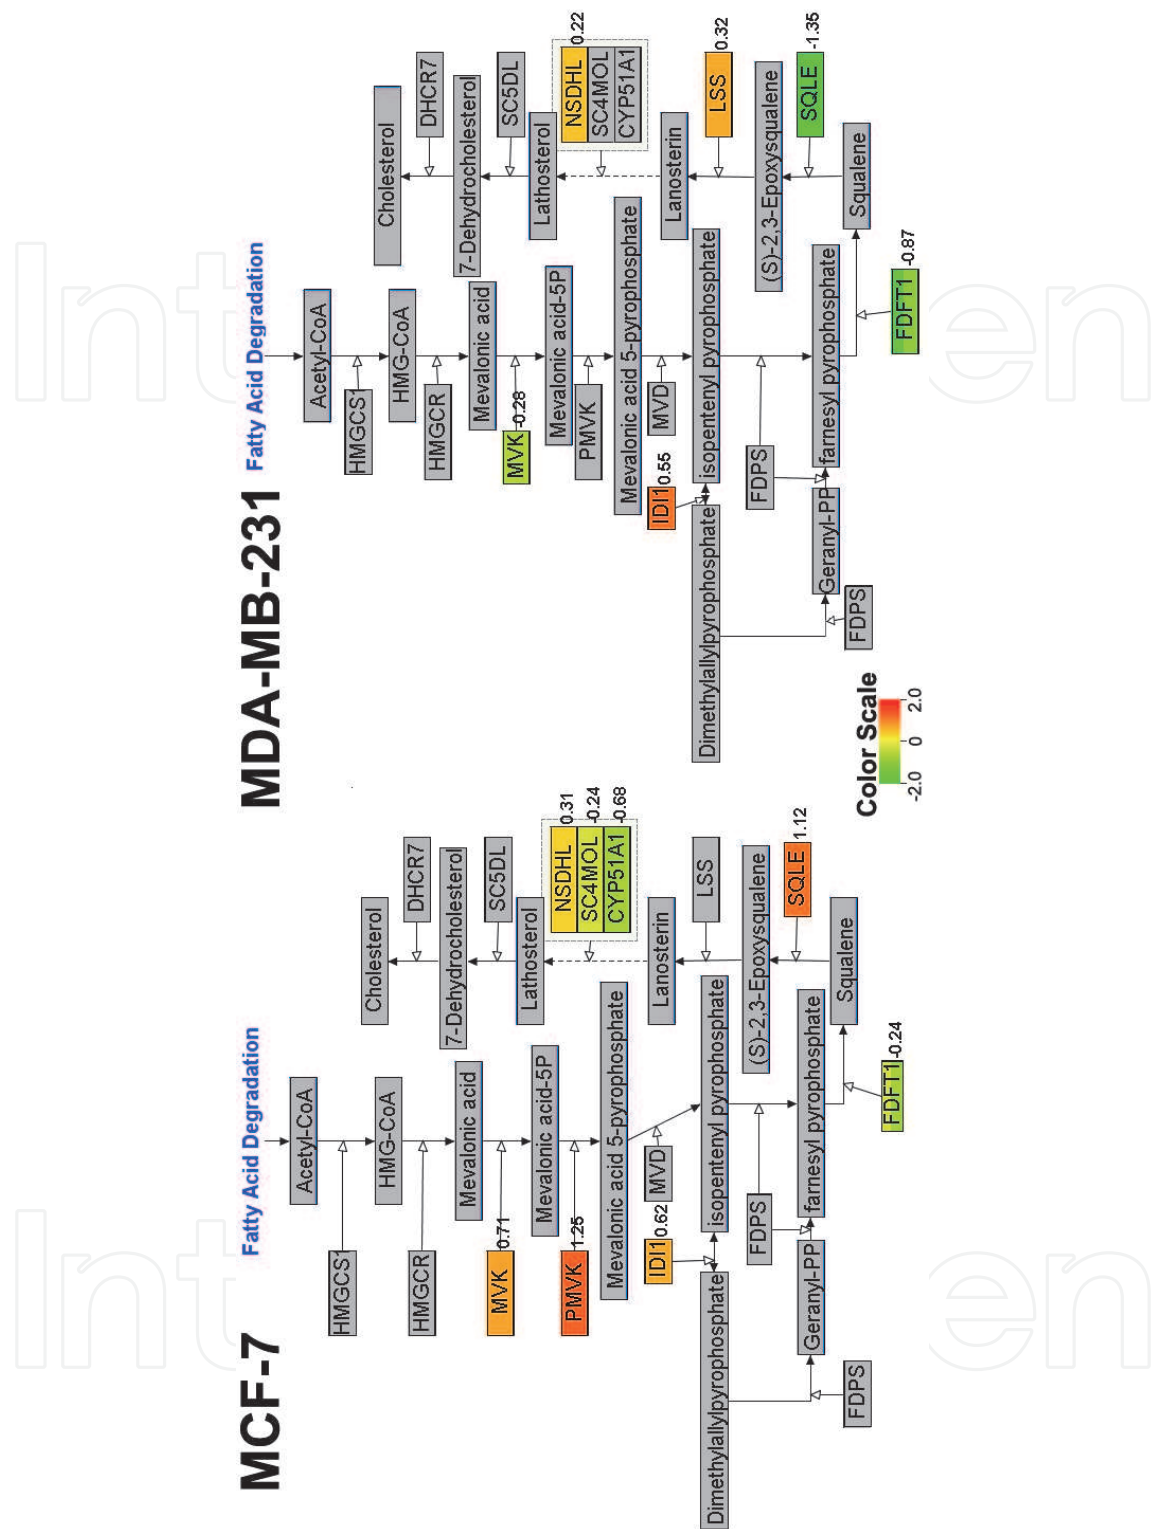 MCF-7
Fatty Acid Degradation
Acetyl-CoA
HMGCS1
HMG-CoA
HMGCR
Mevalonic acid
MVK
0.71
Mevalonic acid-5P
PMVK
1.25
Mevalonic acid 5-pyrophosphate
MVD
IDI1
0.62
isopentenyl pyrophosphate
Dimethylallylpyrophosphate
FDPS
Geranyl-PP
farnesyl pyrophosphate
FDPS
FDFT1
-0.24
Cholesterol
DHCR7
7-Dehydrocholesterol
SC5DL
Lathosterol
NSDHL
0.31
SC4MOL
-0.24
CYP51A1
-0.68
Lanosterin
LSS
(S)-2,3-Epoxysqualene
SQLE
1.12
Squalene
MDA-MB-231
Fatty Acid Degradation
Acetyl-CoA
HMGCS1
HMG-CoA
HMGCR
Mevalonic acid
MVK
-0.28
Mevalonic acid-5P
PMVK
Mevalonic acid 5-pyrophosphate
MVD
IDI1
0.55
isopentenyl pyrophosphate
Dimethylallylpyrophosphate
FDPS
Geranyl-PP
farnesyl pyrophosphate
FDPS
FDFT1
-0.87
Cholesterol
DHCR7
7-Dehydrocholesterol
SC5DL
Lathosterol
NSDHL
0.22
SC4MOL
CYP51A1
Lanosterin
LSS
0.32
(S)-2,3-Epoxysqualene
SQLE
-1.35
Squalene
Color Scale
-2.0
0
2.0